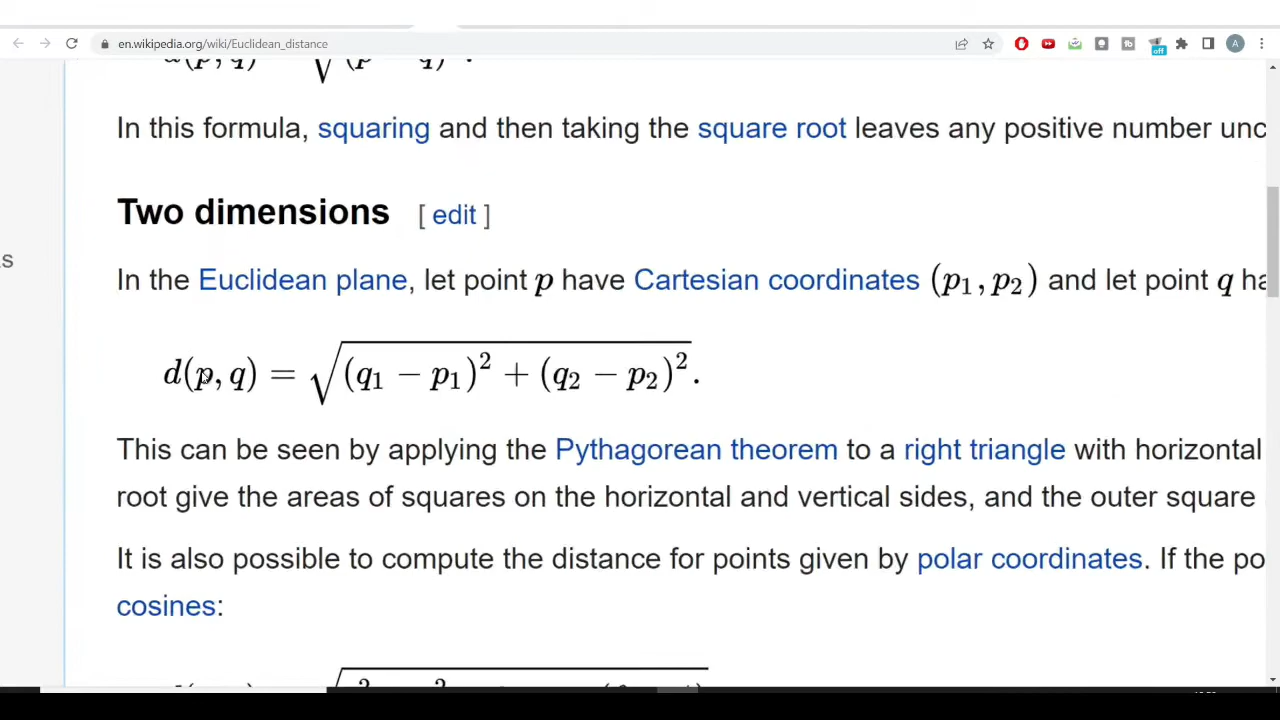 en.wikipedia.org/wiki/Euclidean_distance
A
off
In this formula, squaring and then taking the square root leaves any positive number unc
Two dimensions [ edit ]
s
In the Euclidean plane, let point p have Cartesian coordinates (p₁, p₂) and let point q ha
d(p, q) = √((q₁ − p₁)² + (q₂ − p₂)²).
This can be seen by applying the Pythagorean theorem to a right triangle with horizontal
root give the areas of squares on the horizontal and vertical sides, and the outer square
It is also possible to compute the distance for points given by polar coordinates. If the po
cosines: